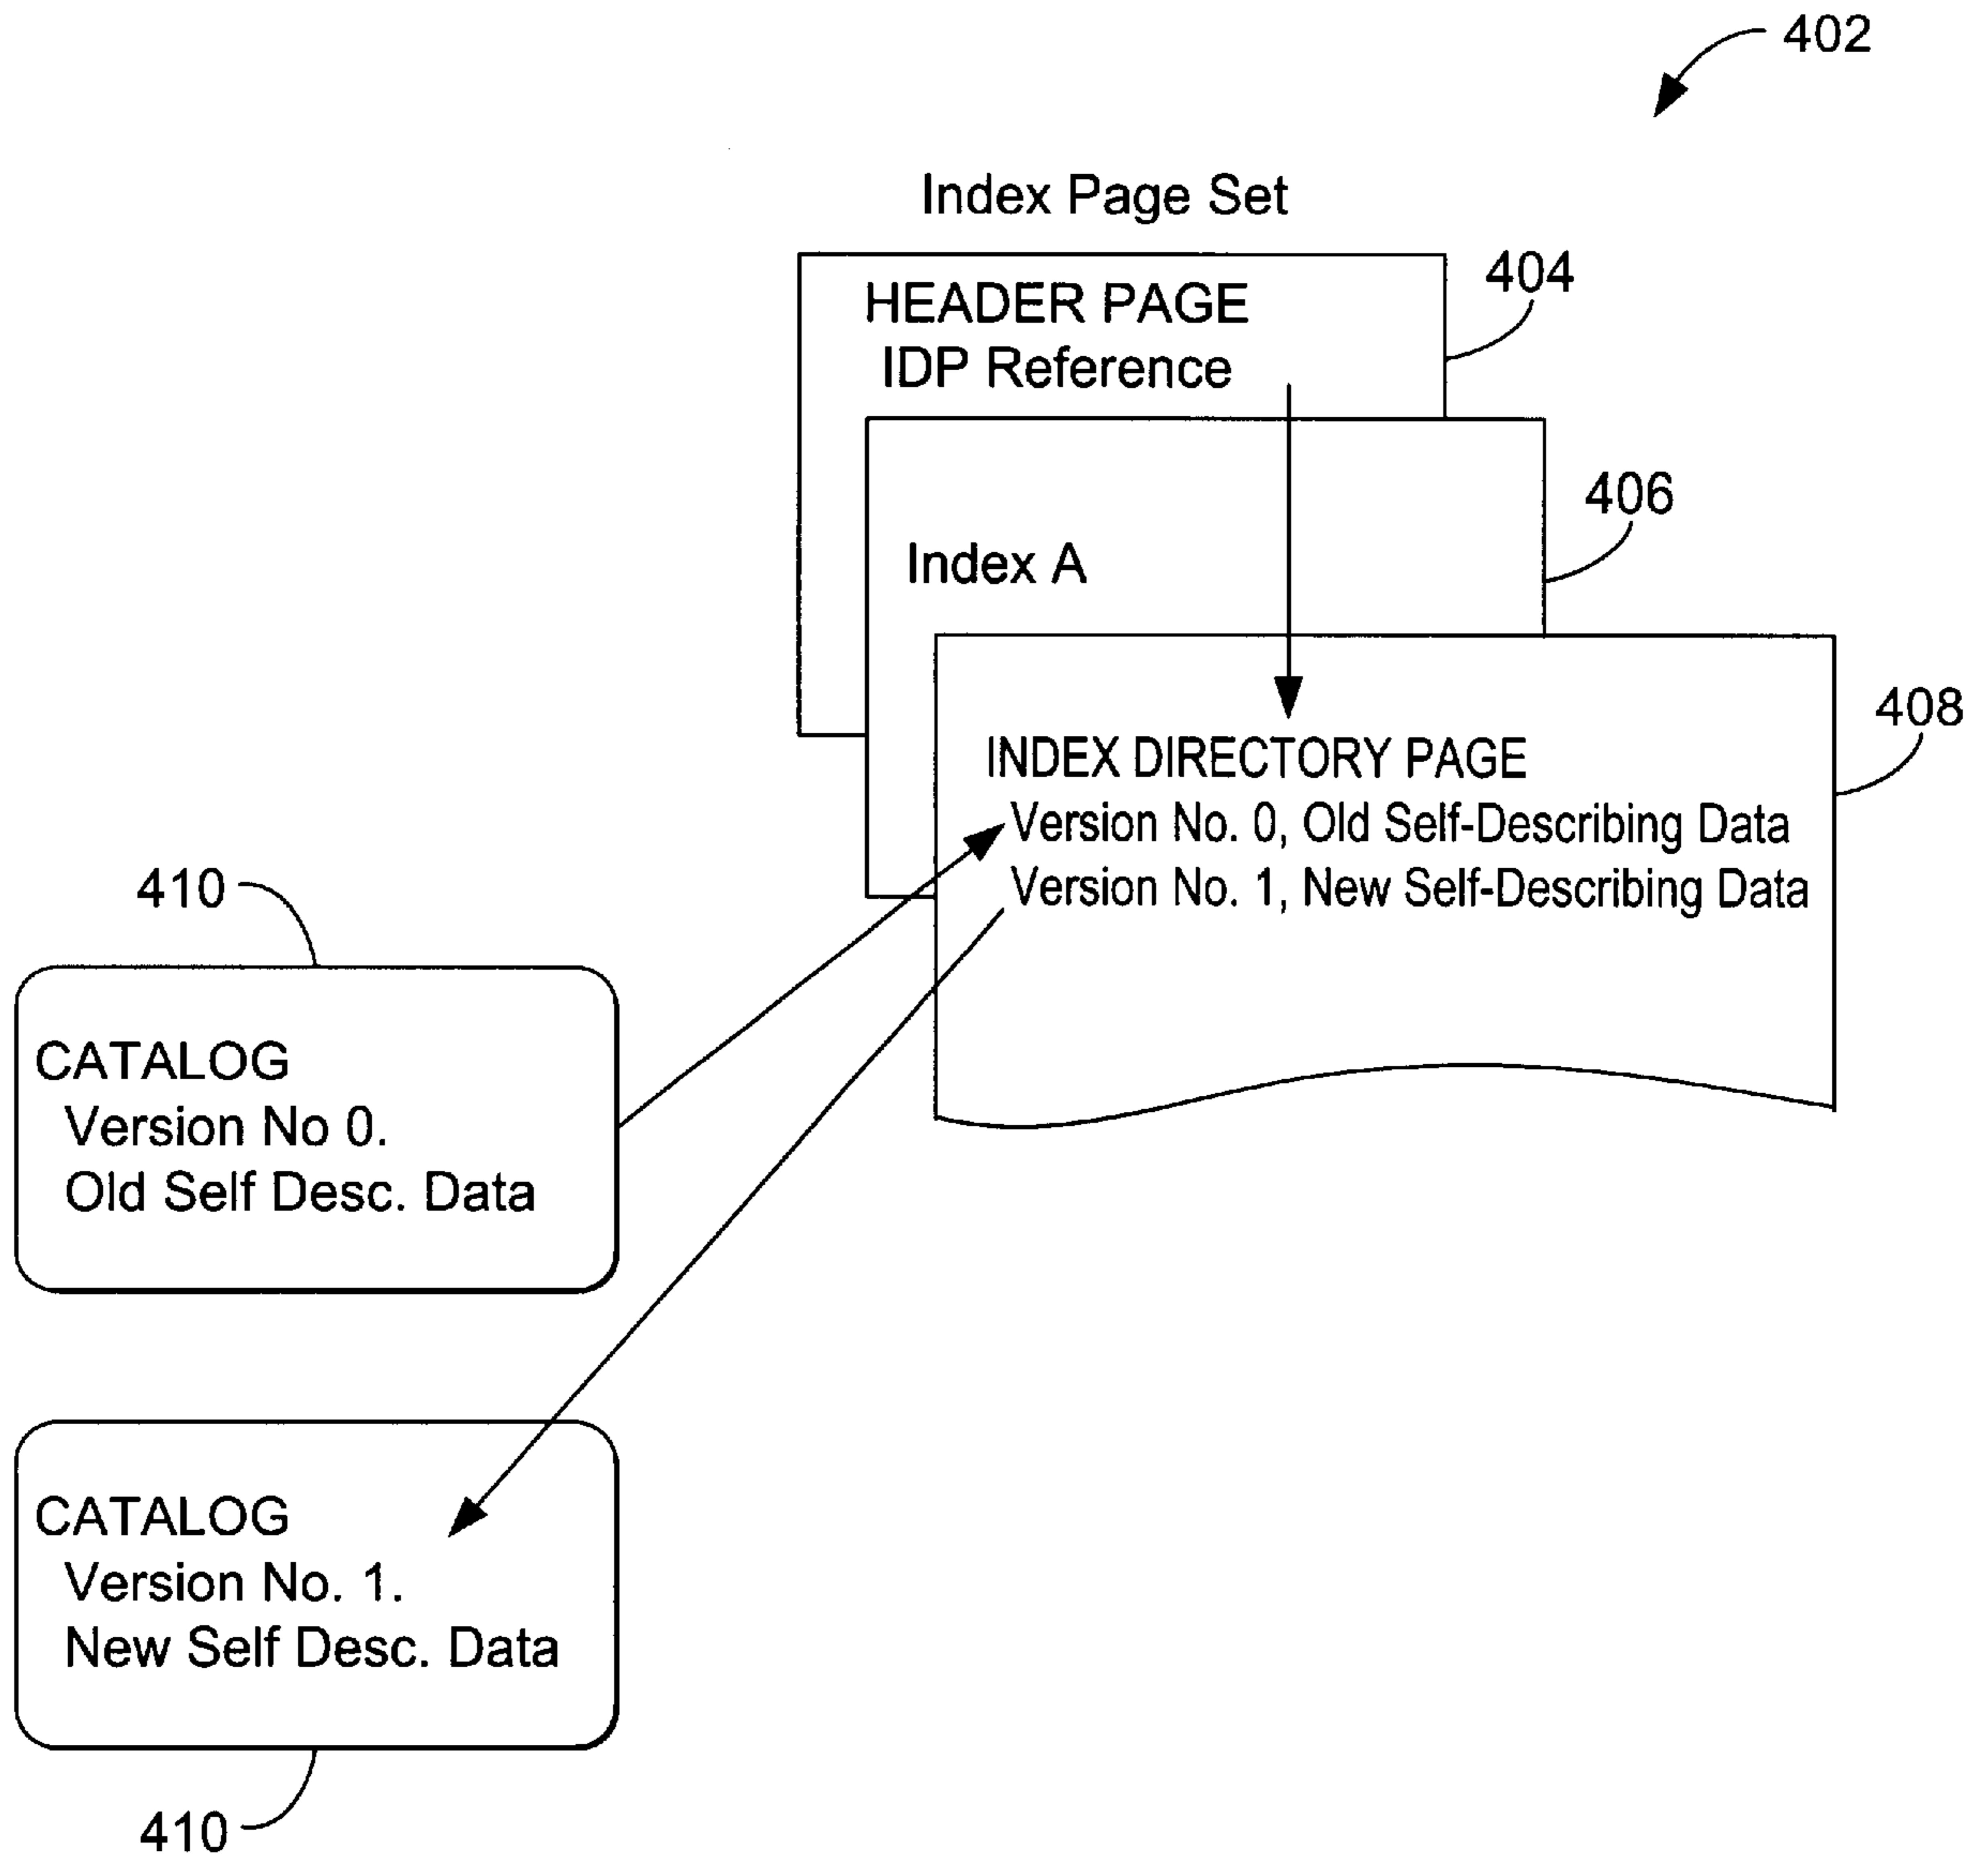 402
Index Page Set
404
HEADER PAGE
IDP Reference
406
Index A
408
INDEX DIRECTORY PAGE
Version No. 0, Old Self-Describing Data
Version No. 1, New Self-Describing Data
410
CATALOG
Version No 0.
Old Self Desc. Data
CATALOG
Version No. 1.
New Self Desc. Data
410